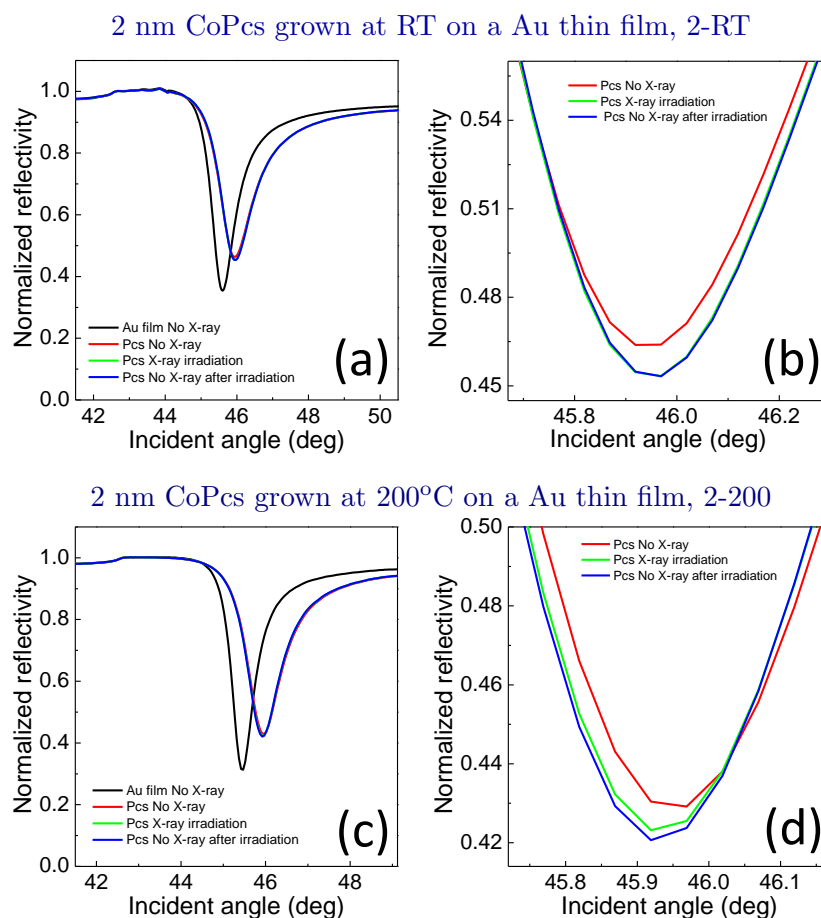 2 nm CoPcs grown at RT on a Au thin film, 2-RT
1.0
0.8
0.6
0.4
0.2
0.0
Normalized reflectivity
Au film No X-ray
Pcs No X-ray
Pcs X-ray irradiation
Pcs No X-ray after irradiation
(a)
42 44 46 48 50
Incident angle (deg)
0.54
0.51
0.48
0.45
Normalized reflectivity
Pcs No X-ray
Pcs X-ray irradiation
Pcs No X-ray after irradiation
(b)
45.8 46.0 46.2
Incident angle (deg)
2 nm CoPcs grown at 200°C on a Au thin film, 2-200
1.0
0.8
0.6
0.4
0.2
0.0
Normalized reflectivity
Au film No X-ray
Pcs No X-ray
Pcs X-ray irradiation
Pcs No X-ray after irradiation
(c)
42 44 46 48
Incident angle (deg)
0.50
0.48
0.46
0.44
0.42
Normalized reflectivity
Pcs No X-ray
Pcs X-ray irradiation
Pcs No X-ray after irradiation
(d)
45.8 45.9 46.0 46.1
Incident angle (deg)